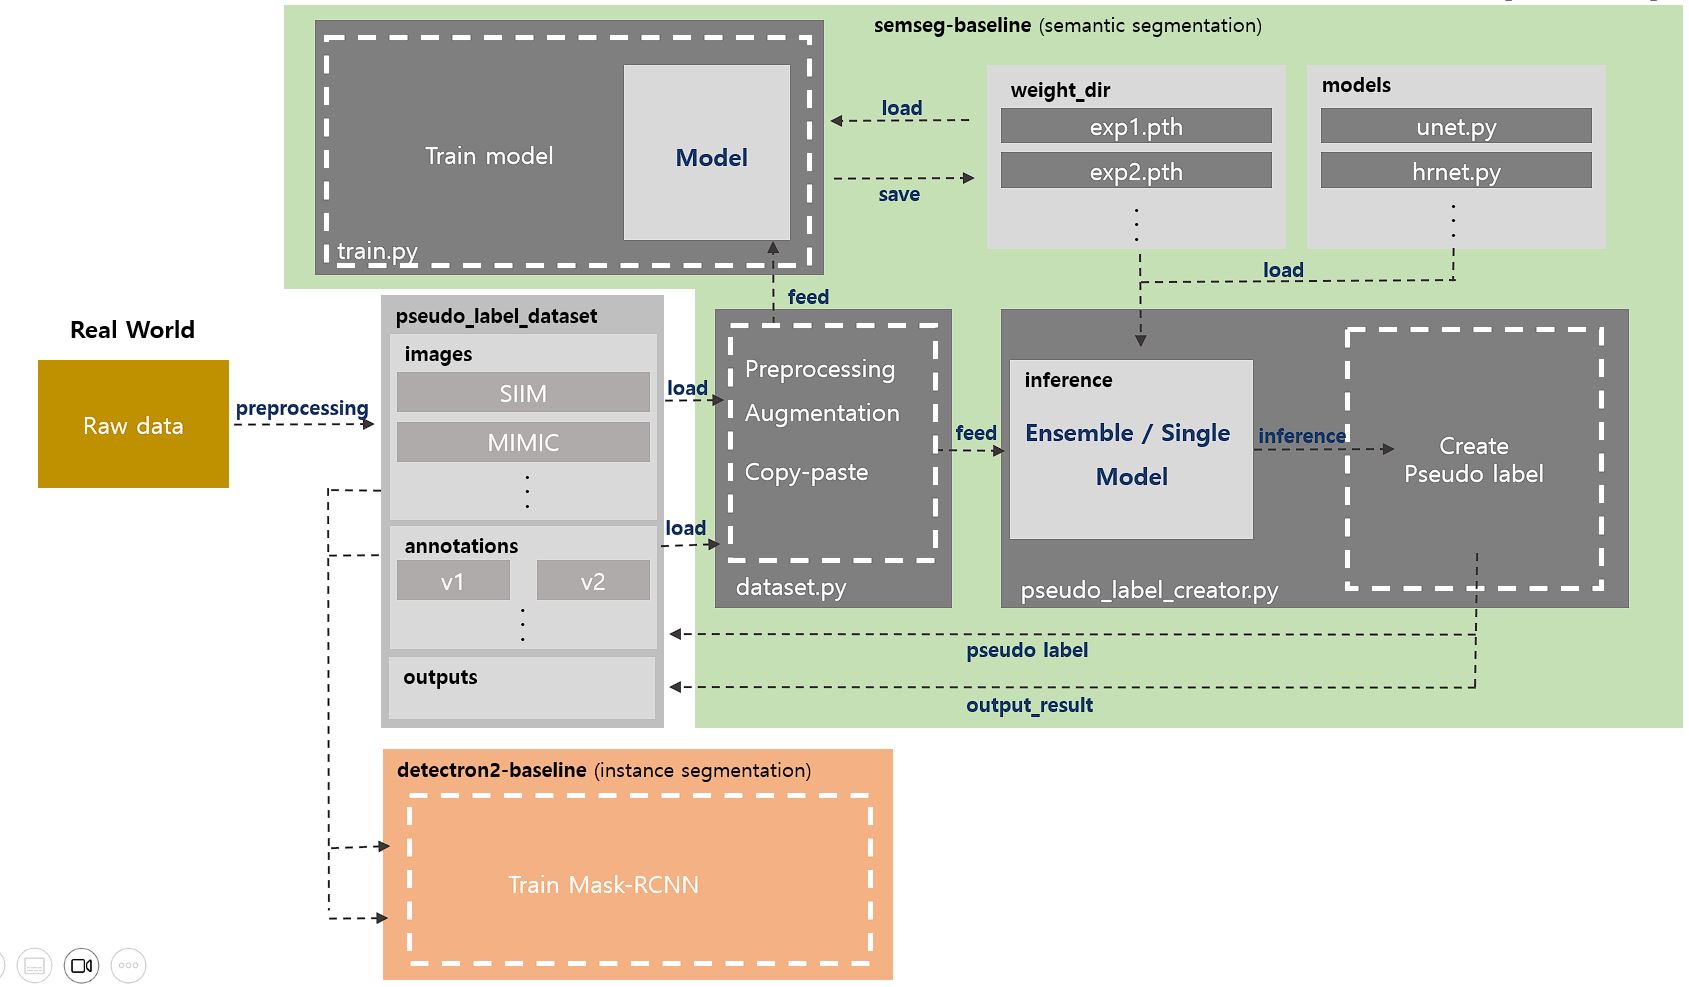 semseg-baseline (semantic segmentation)
Train model
Model
train.py
load
save
weight_dir
exp1.pth
exp2.pth
models
unet.py
hrnet.py
load
feed
Real World
Raw data
preprocessing
pseudo_label_dataset
images
SIIM
MIMIC
annotations
v1
v2
outputs
load
load
Preprocessing
Augmentation
Copy-paste
dataset.py
feed
inference
Ensemble / Single
Model
inference
Create
Pseudo label
pseudo_label_creator.py
pseudo label
output_result
detectron2-baseline (instance segmentation)
Train Mask-RCNN